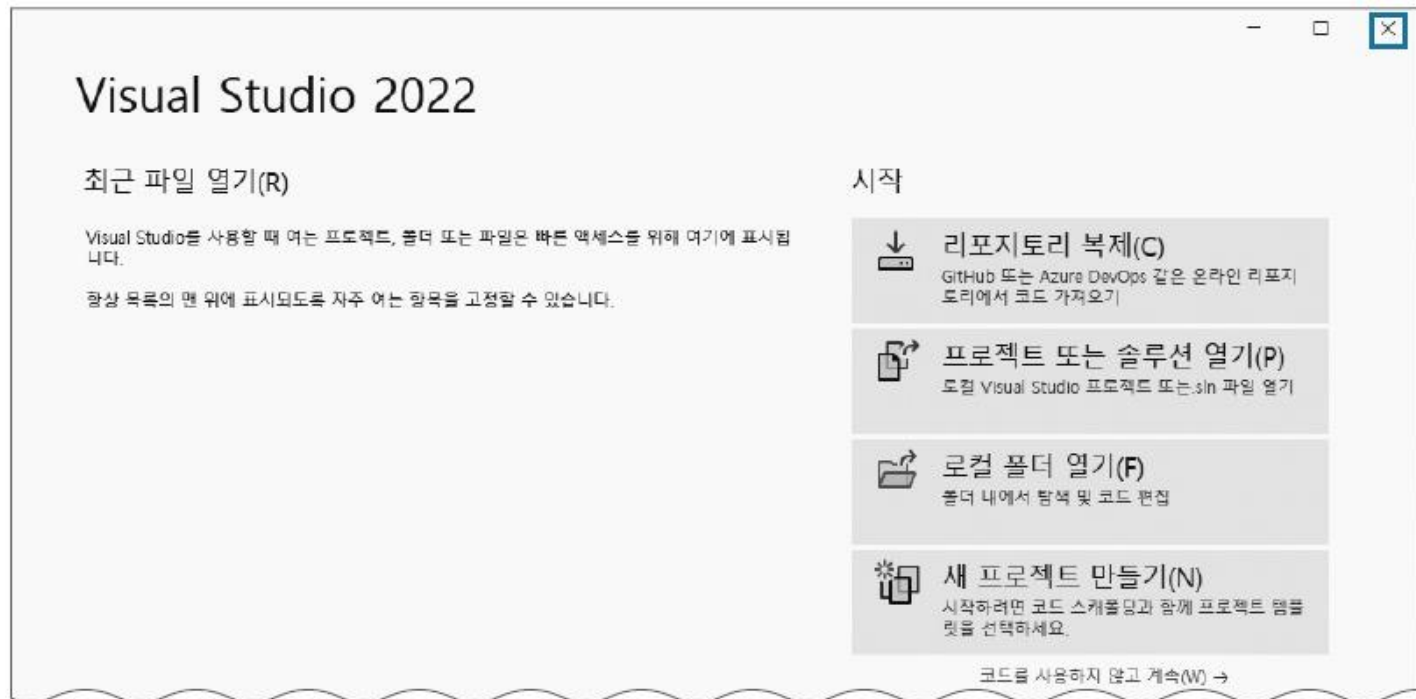 Visual Studio 2022
최근 파일 열기(R)
Visual Studio를 사용할 때 여는 프로젝트, 폴더 또는 파일은 빠른 액세스를 위해 여기에 표시됩
니다.
항상 목록의 맨 위에 표시되도록 자주 여는 항목을 고정할 수 있습니다.
시작
리포지토리 복제(C)
GitHub 또는 Azure DevOps 같은 온라인 리포지
토리에서 코드 가져오기
프로젝트 또는 솔루션 열기(P)
로컬 Visual Studio 프로젝트 또는.sln 파일 열기
로컬 폴더 열기(F)
폴더 내에서 탐색 및 코드 편집
새 프로젝트 만들기(N)
시작하려면 코드 스캐폴딩과 함께 프로젝트 템플
릿을 선택하세요.
코드를 사용하지 않고 계속(W) →